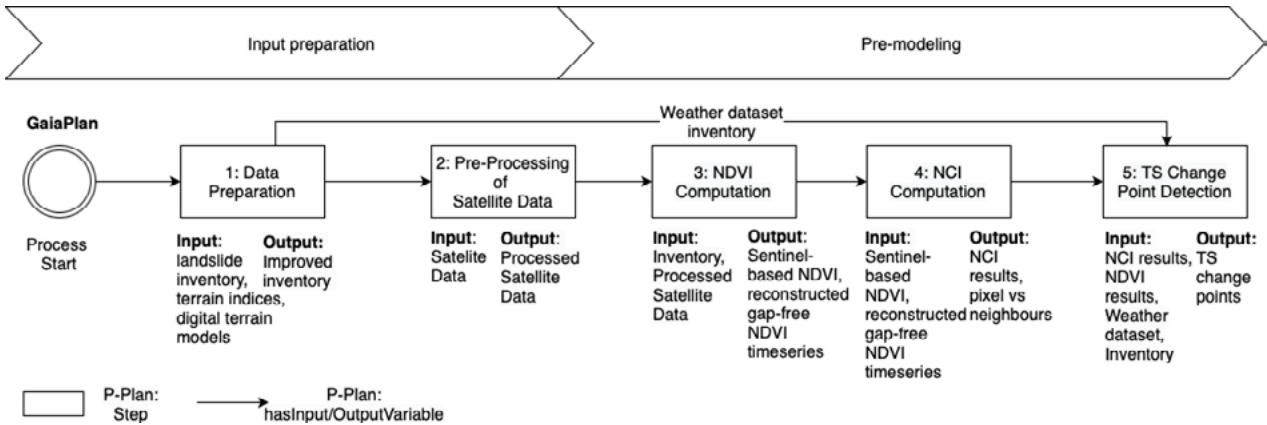 Input preparation
Pre-modeling
GaiaPlan
Weather dataset
inventory
1: Data
Preparation
2: Pre-Processing
of
Satellite Data
3: NDVI
Computation
4: NCI
Computation
5: TS Change
Point Detection
Process
Start
Input:
landslide
inventory,
terrain indices,
digital terrain
models
Output:
Improved
inventory
Input:
Satelite
Data
Output:
Processed
Satellite
Data
Input:
Inventory,
Processed
Satellite
Data
Output:
Sentinel-
based NDVI,
reconstructed
gap-free
NDVI
timeseries
Input:
Sentinel-
based
NDVI,
reconstructed
gap-free
NDVI
timeseries
Output:
NCI
results,
pixel vs
neighbours
Input:
NCI results,
NDVI
results,
Weather
dataset,
Inventory
Output:
TS
change
points
P-Plan:
Step
P-Plan:
hasInput/OutputVariable